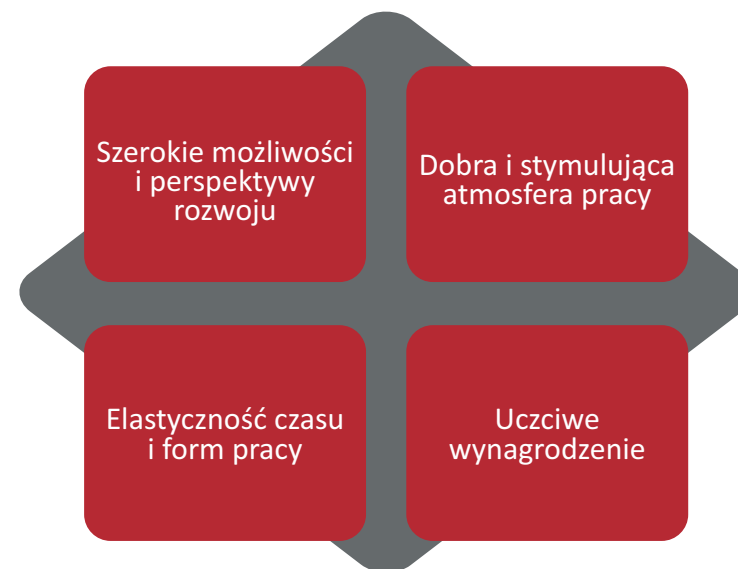 Szerokie możliwości
i perspektywy
rozwoju
Dobra i stymulująca
atmosfera pracy
Elastyczność czasu
i form pracy
Uczciwe
wynagrodzenie